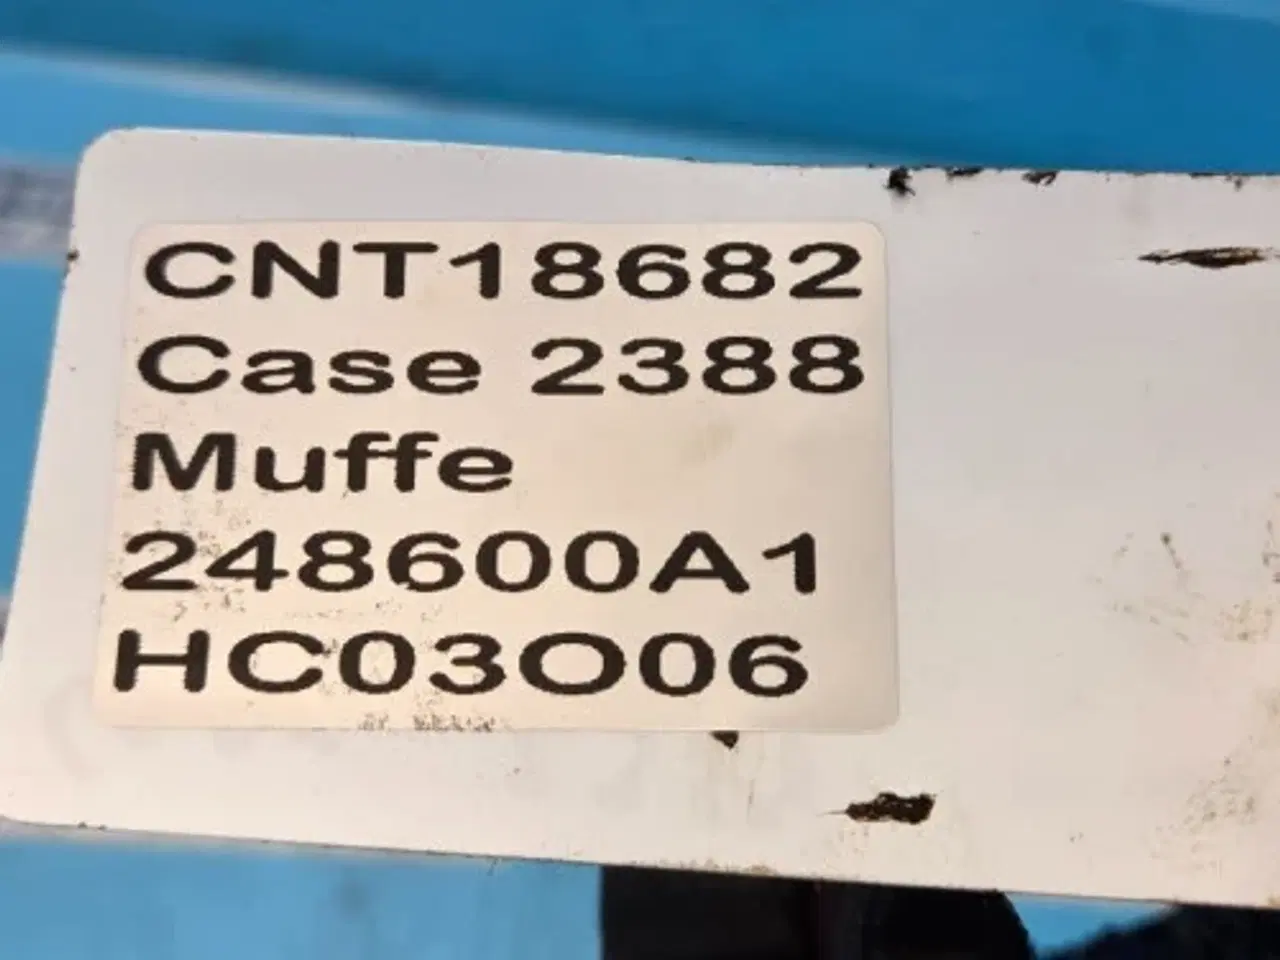 CNT18682
Case 2388
Muffe
248600A1
HC03O06